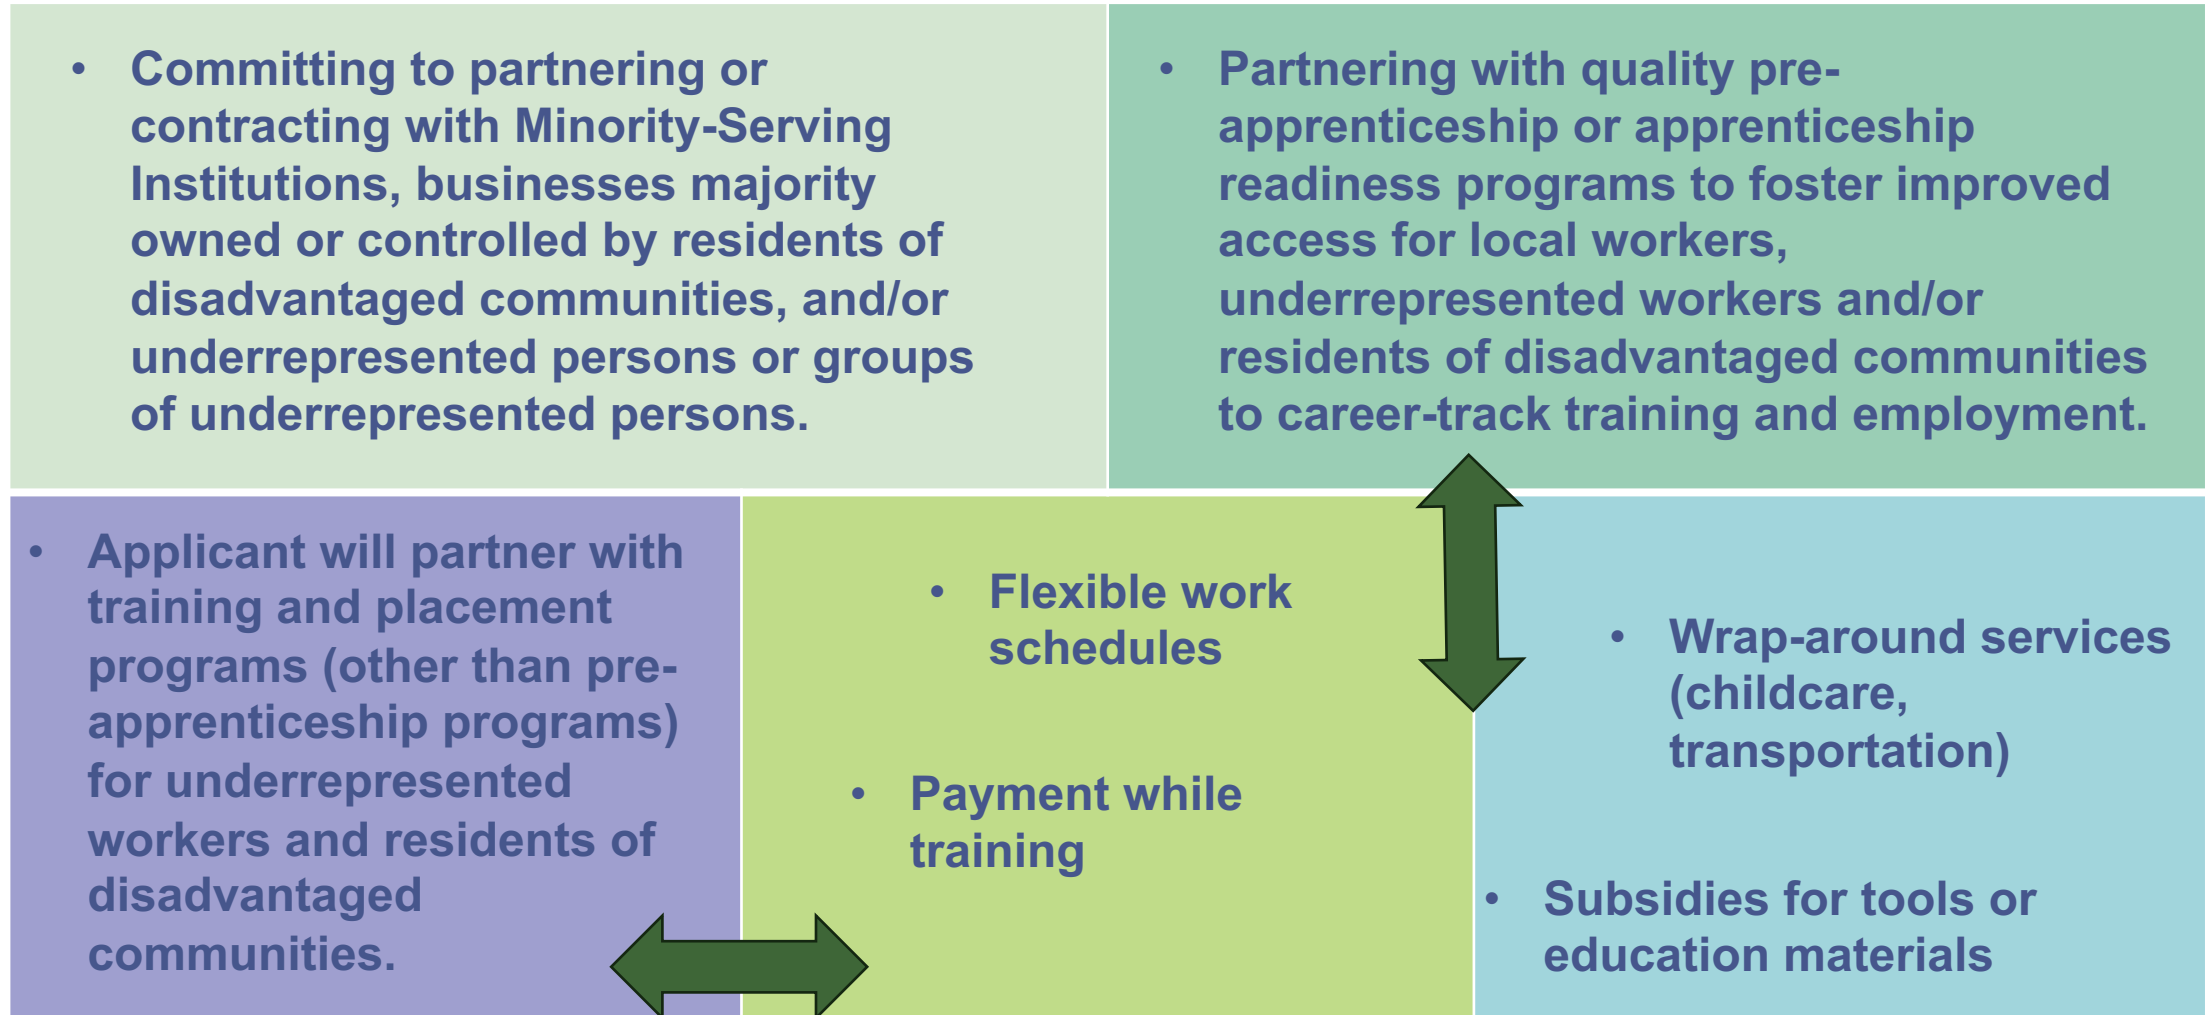 • Committing to partnering or
contracting with Minority-Serving
Institutions, businesses majority
owned or controlled by residents of
disadvantaged communities, and/or
underrepresented persons or groups
of underrepresented persons.
• Partnering with quality pre-
apprenticeship or apprenticeship
readiness programs to foster improved
access for local workers,
underrepresented workers and/or
residents of disadvantaged communities
to career-track training and employment.
• Applicant will partner with
training and placement
programs (other than pre-
apprenticeship programs)
for underrepresented
workers and residents of
disadvantaged
communities.
• Flexible work
schedules
• Payment while
training
• Wrap-around services
(childcare,
transportation)
• Subsidies for tools or
education materials